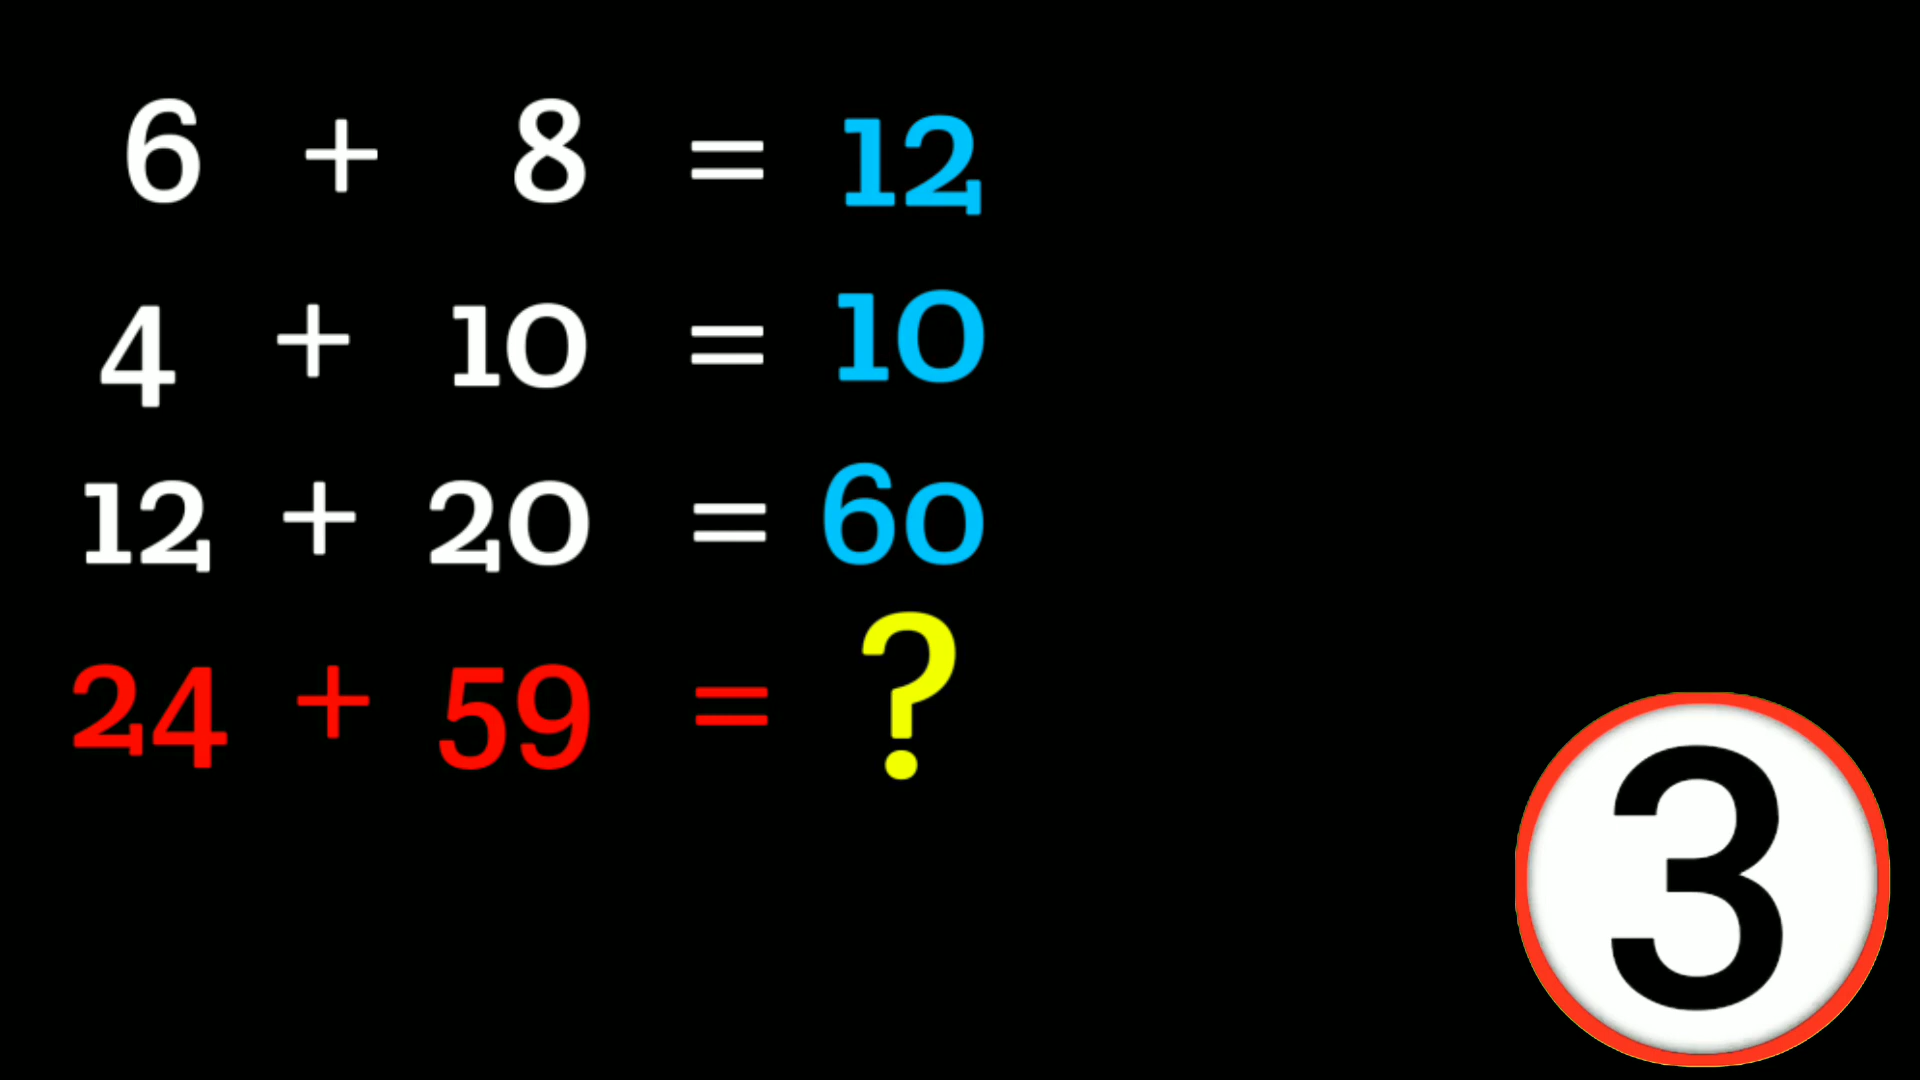 6 + 8 = 12
4 + 10 = 10
12 + 20 = 60
24 + 59 = ?
3